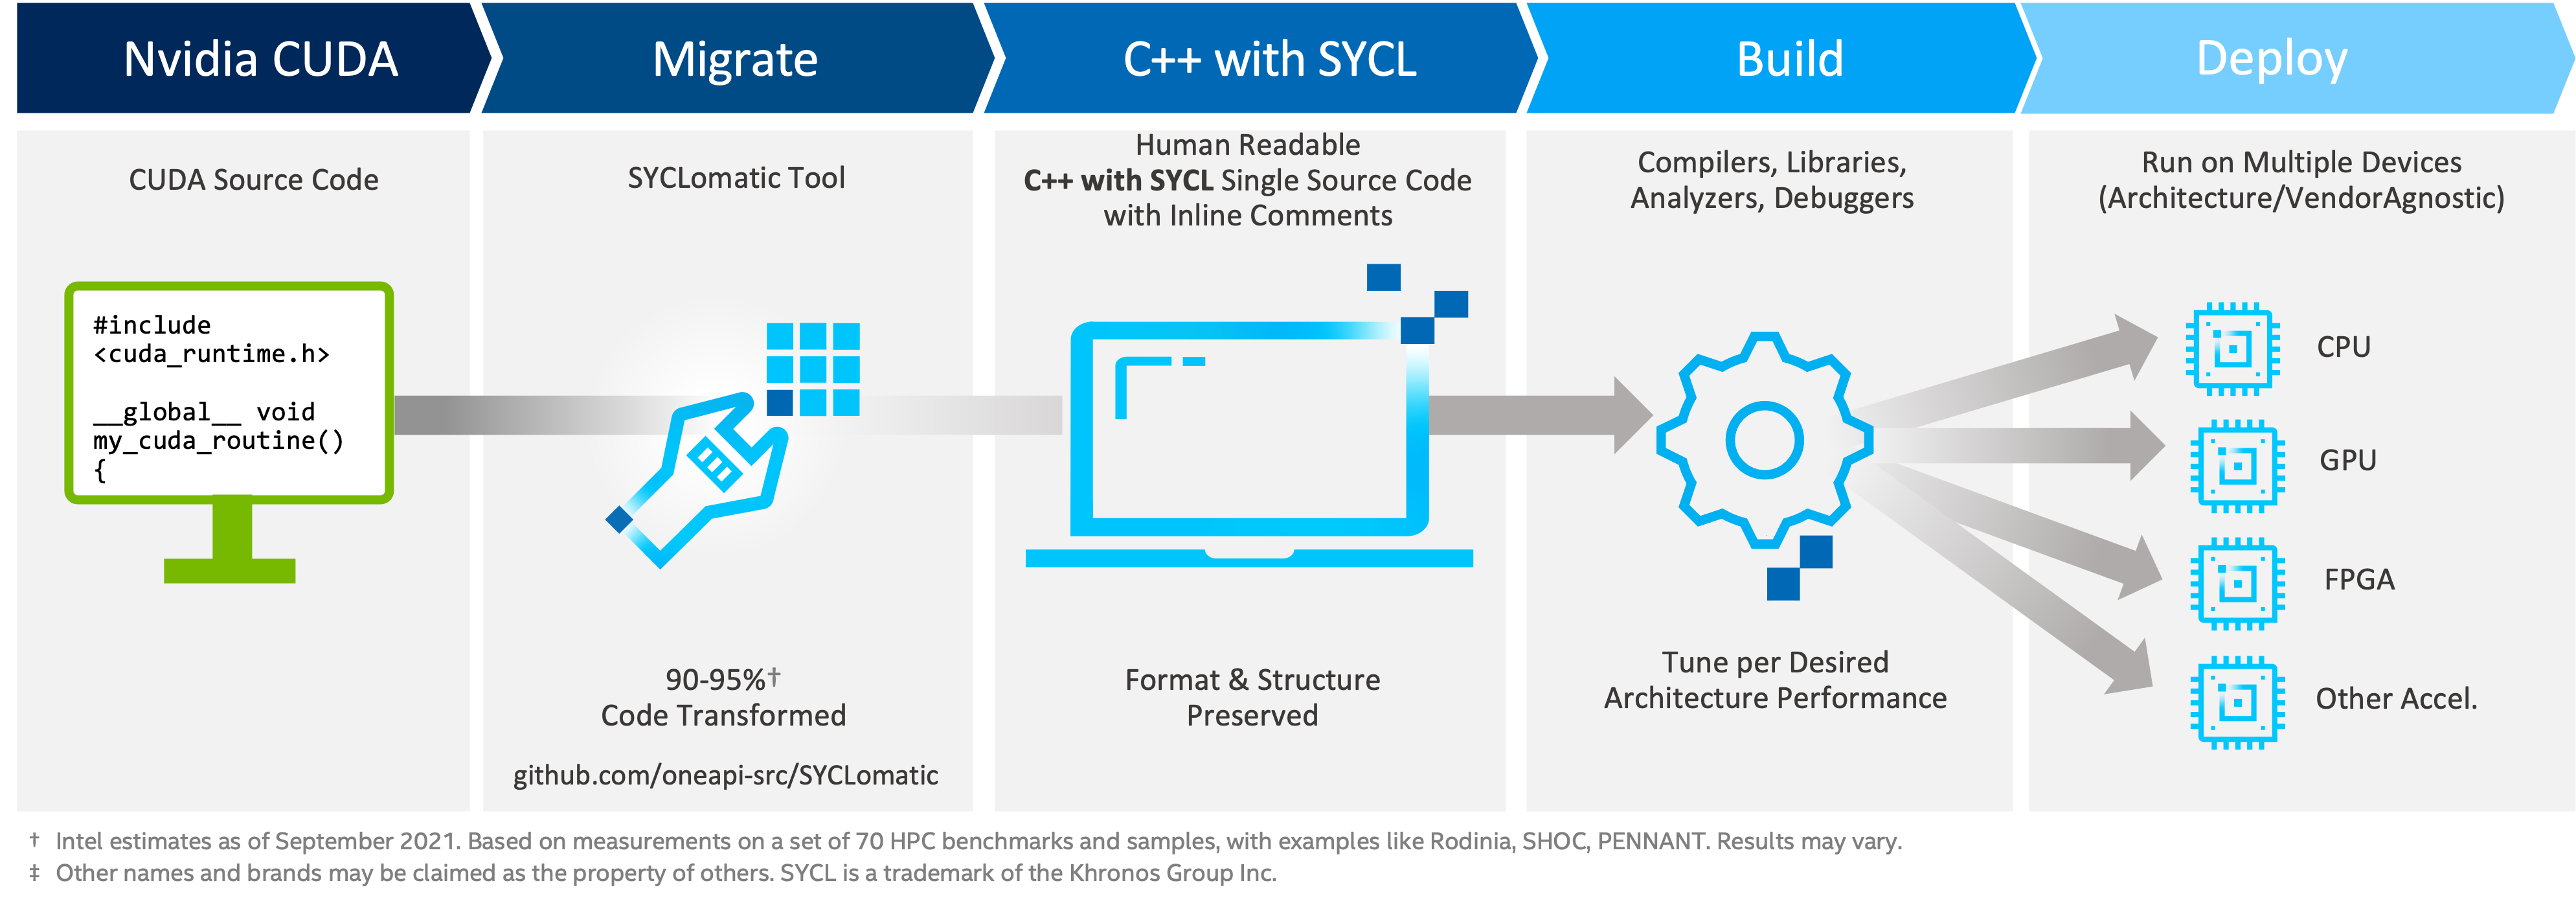 Nvidia CUDA
Migrate
C++ with SYCL
Build
Deploy
CUDA Source Code
#include
<cuda_runtime.h>
__global__ void
my_cuda_routine()
{
SYCLomatic Tool
90-95%†
Code Transformed
github.com/oneapi-src/SYCLomatic
Human Readable
C++ with SYCL Single Source Code
with Inline Comments
Format & Structure
Preserved
Compilers, Libraries,
Analyzers, Debuggers
Tune per Desired
Architecture Performance
Run on Multiple Devices
(Architecture/VendorAgnostic)
CPU
GPU
FPGA
Other Accel.
† Intel estimates as of September 2021. Based on measurements on a set of 70 HPC benchmarks and samples, with examples like Rodinia, SHOC, PENNANT. Results may vary.
‡ Other names and brands may be claimed as the property of others. SYCL is a trademark of the Khronos Group Inc.